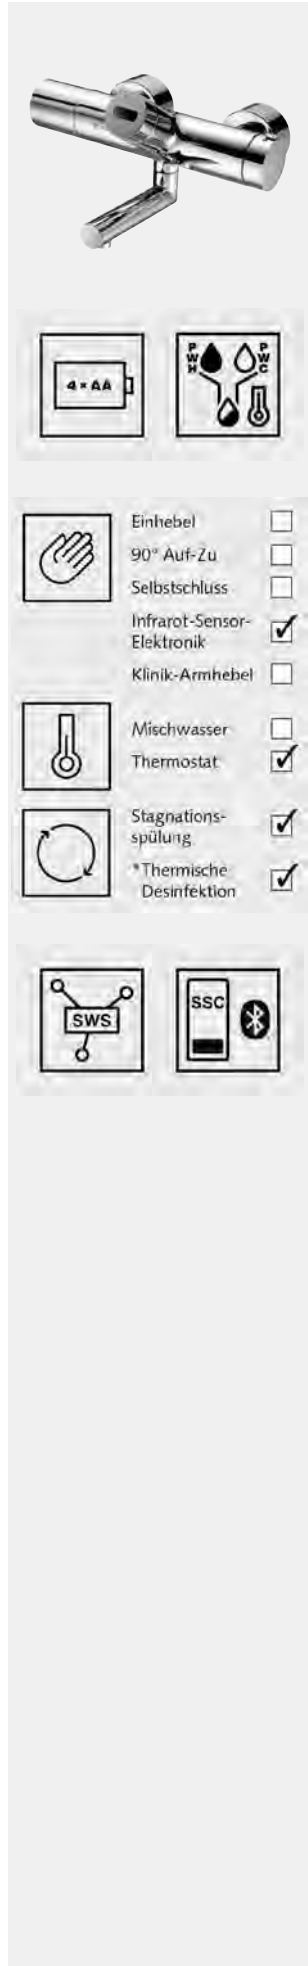 4 × AA
PWH PWC
Einhebel
90° Auf-Zu
Selbstschluss
Infrarot-Sensor-
Elektronik
Klinik-Armhebel
Mischwasser
Thermostat
Stagnations-
spülung
*Thermische
Desinfektion
SWS
SSC